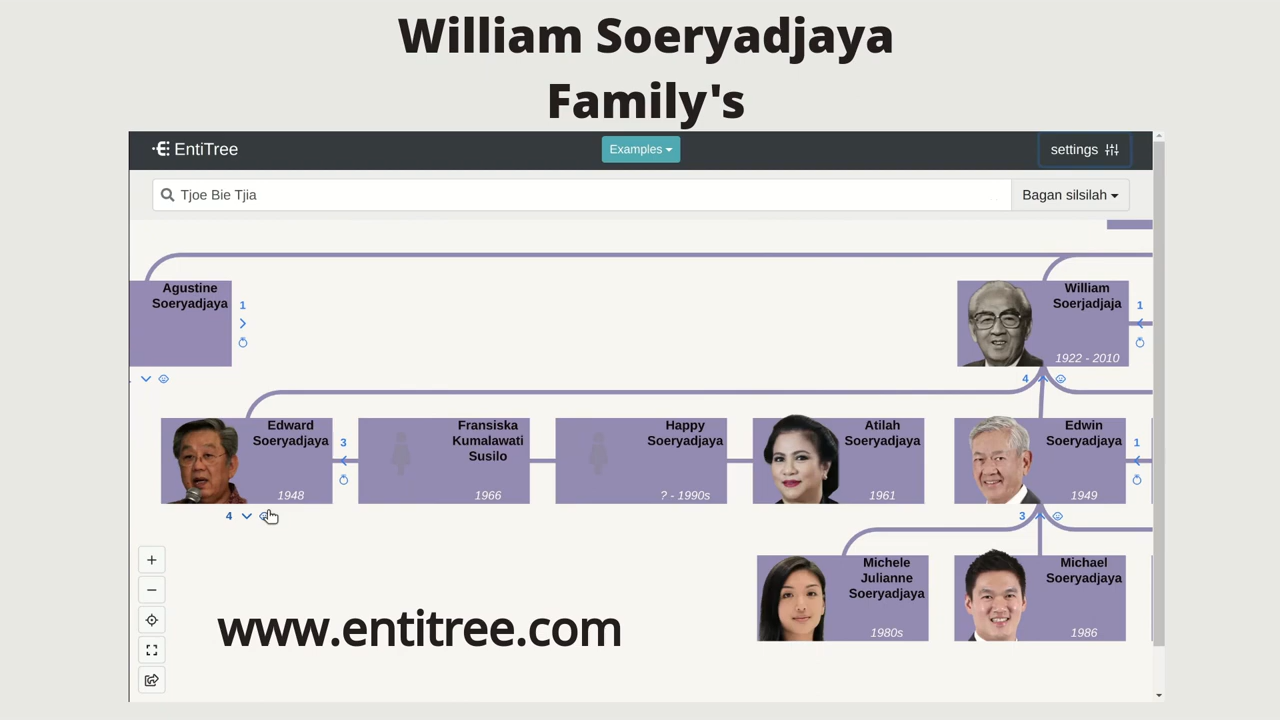 William Soeryadjaya
Family's
EntiTree
Examples
settings
Tjoe Bie Tjia
Bagan silsilah
Agustine
Soeryadjaya
1
William
Soerjadjaja
1922 - 2010
1
4
Edward
Soeryadjaya
1948
3
Fransiska
Kumalawati
Susilo
1966
Happy
Soeryadjaya
? - 1990s
Atilah
Soeryadjaya
1961
Edwin
Soeryadjaya
1949
1
4
3
Michele
Julianne
Soeryadjaya
1980s
Michael
Soeryadjaya
1986
www.entitree.com